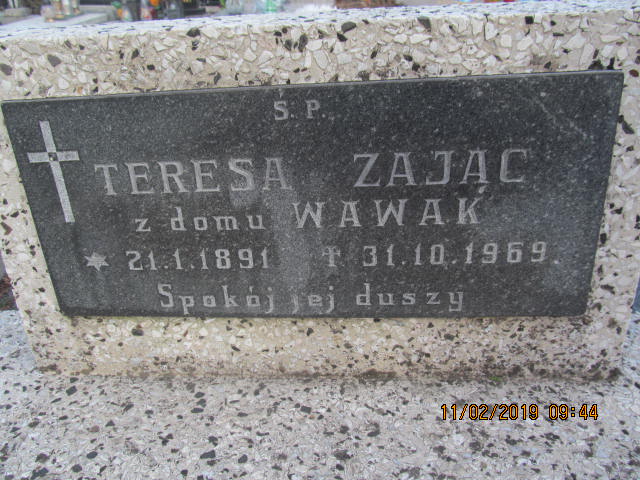 S. P.
TERESA ZAJĄC
z domu WAWAK
* 21.1.1891 † 31.10.1969.
Spokój jej duszy
11/02/2019 09:44